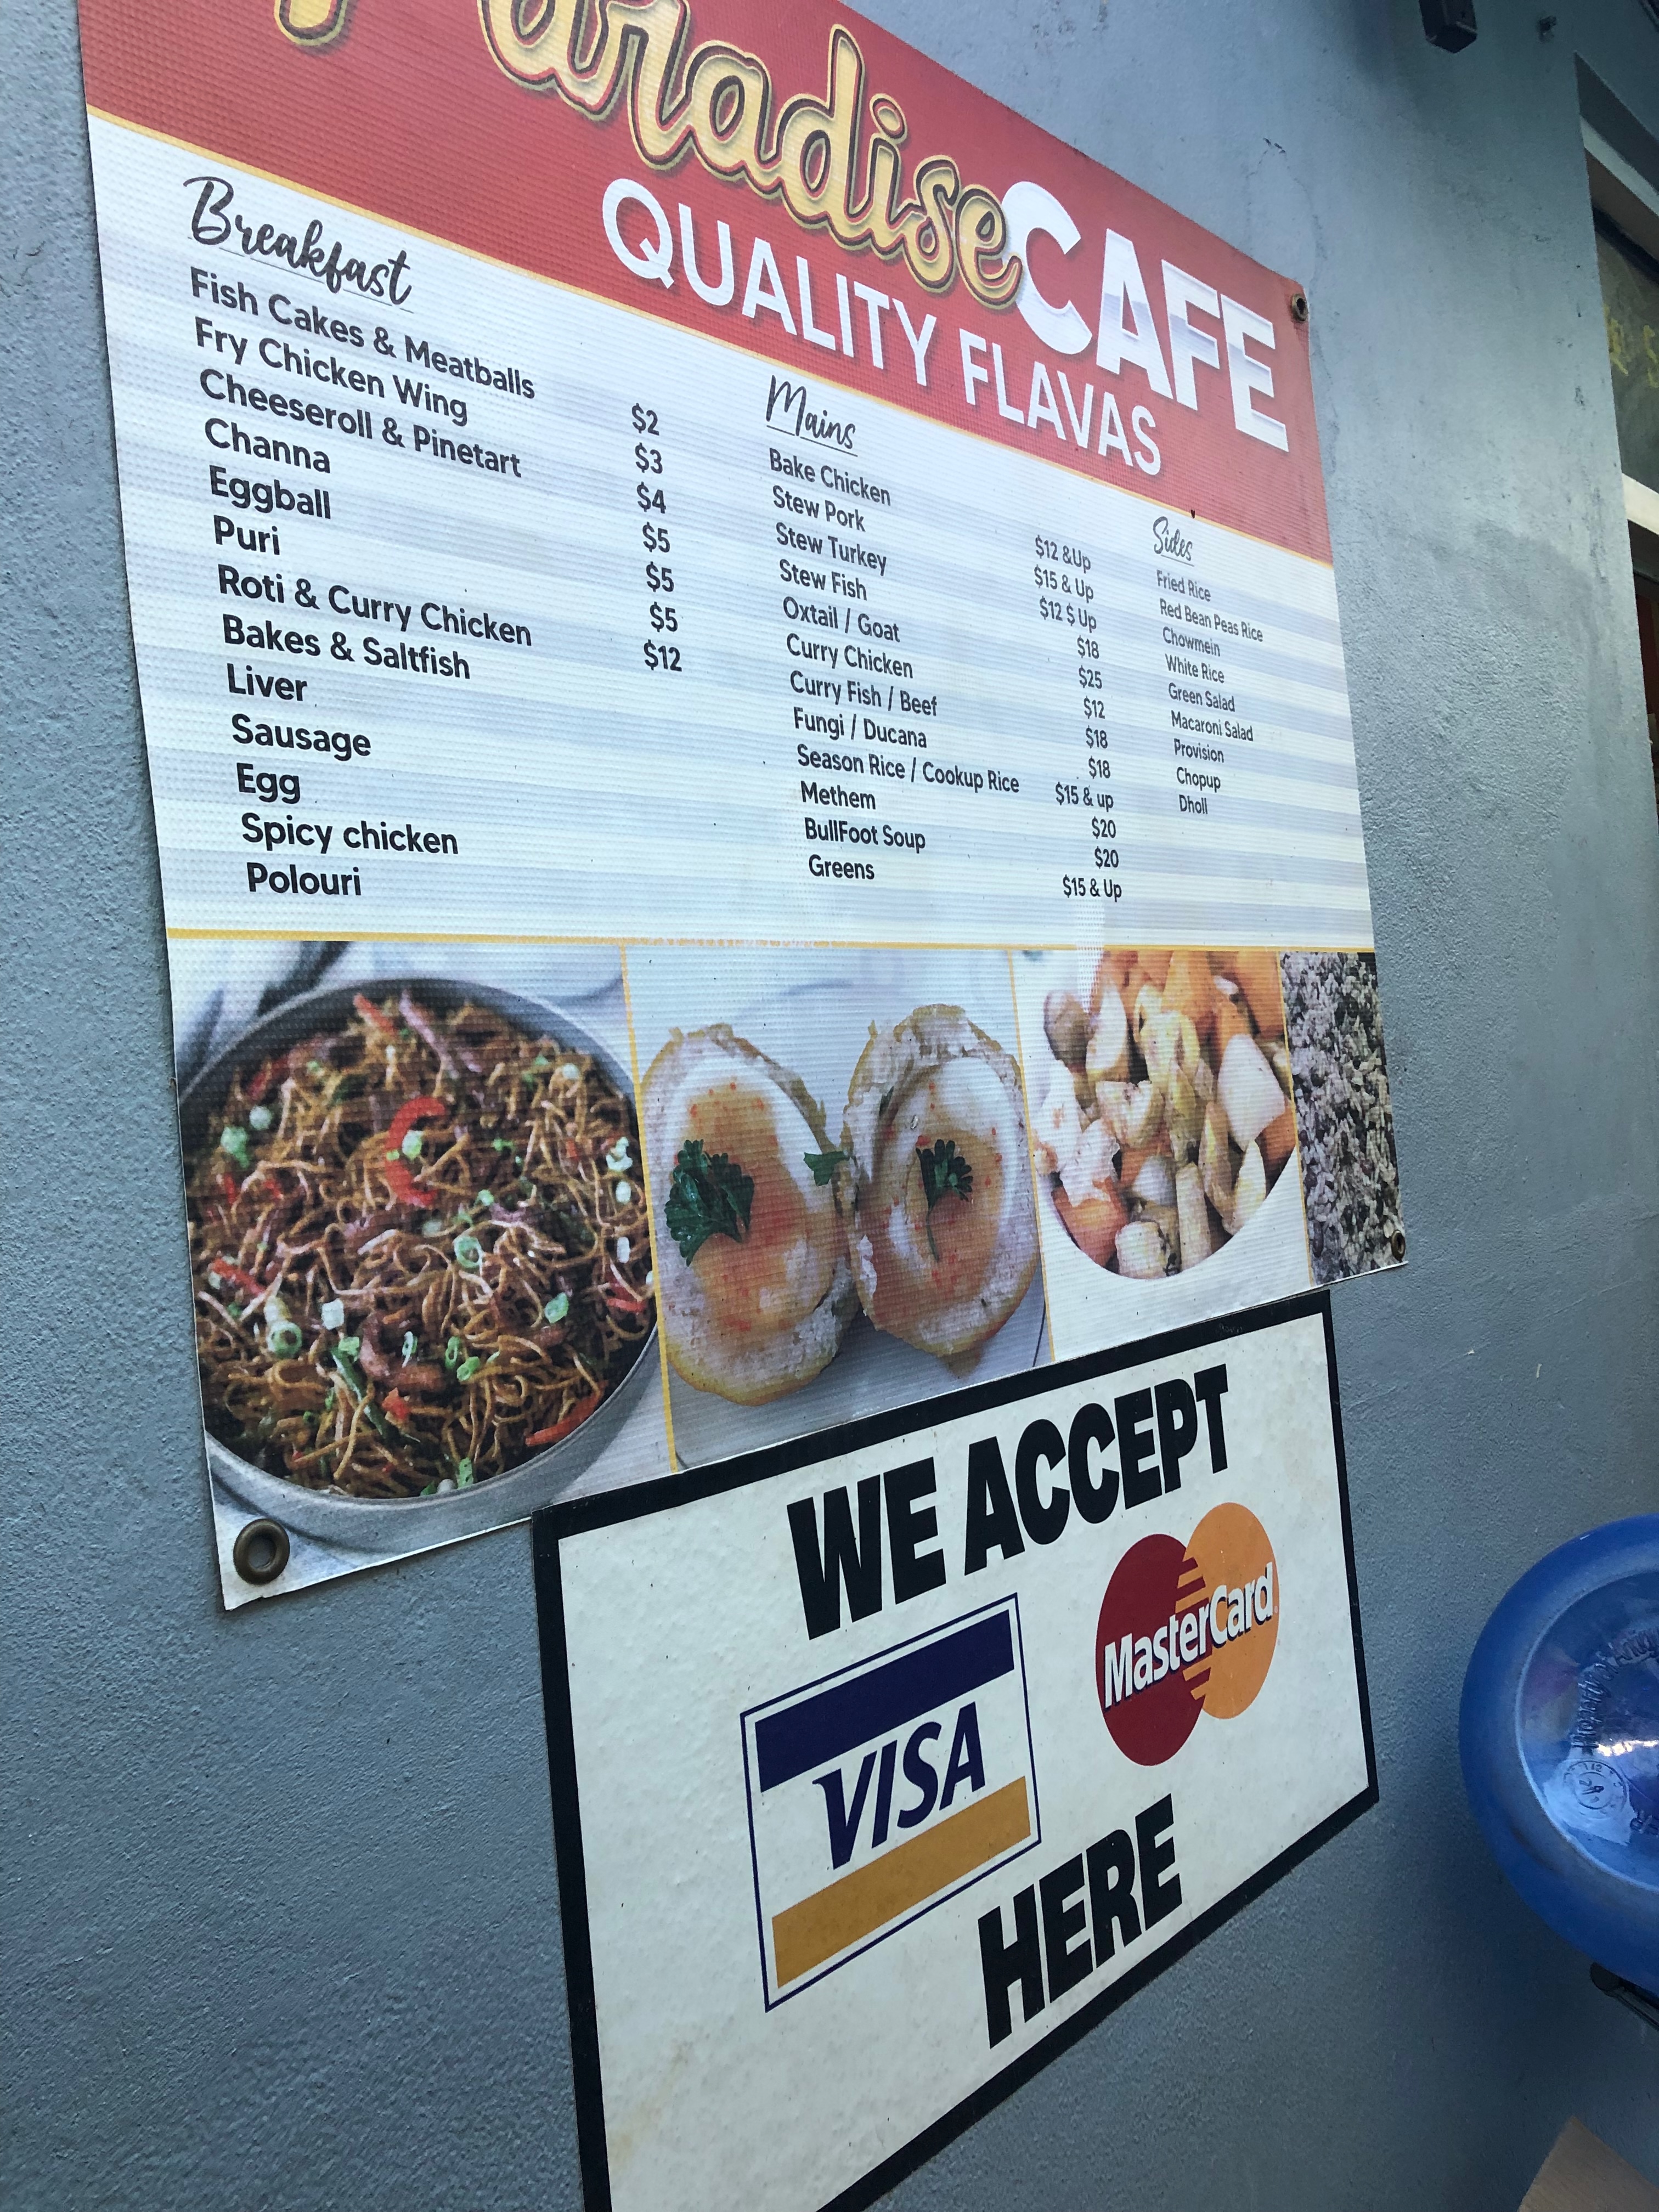 Paradise CAFE
QUALITY FLAVAS
Breakfast
Fish Cakes & Meatballs $2
Fry Chicken Wing $3
Cheeseroll & Pinetart $4
Channa $5
Eggball $5
Puri $5
Roti & Curry Chicken $12
Bakes & Saltfish
Liver
Sausage
Egg
Spicy chicken
Polouri
Mains
Bake Chicken $12 &Up
Stew Pork $15 & Up
Stew Turkey $12 $ Up
Stew Fish $18
Oxtail / Goat $25
Curry Chicken $12
Curry Fish / Beef $18
Fungi / Ducana $18
Season Rice / Cookup Rice $15 & up
Methem $20
BullFoot Soup $20
Greens $15 & Up
Sides
Fried Rice
Red Bean Peas Rice
Chowmein
White Rice
Green Salad
Macaroni Salad
Provision
Chopup
Dholl
WE ACCEPT
VISA
MasterCard
HERE